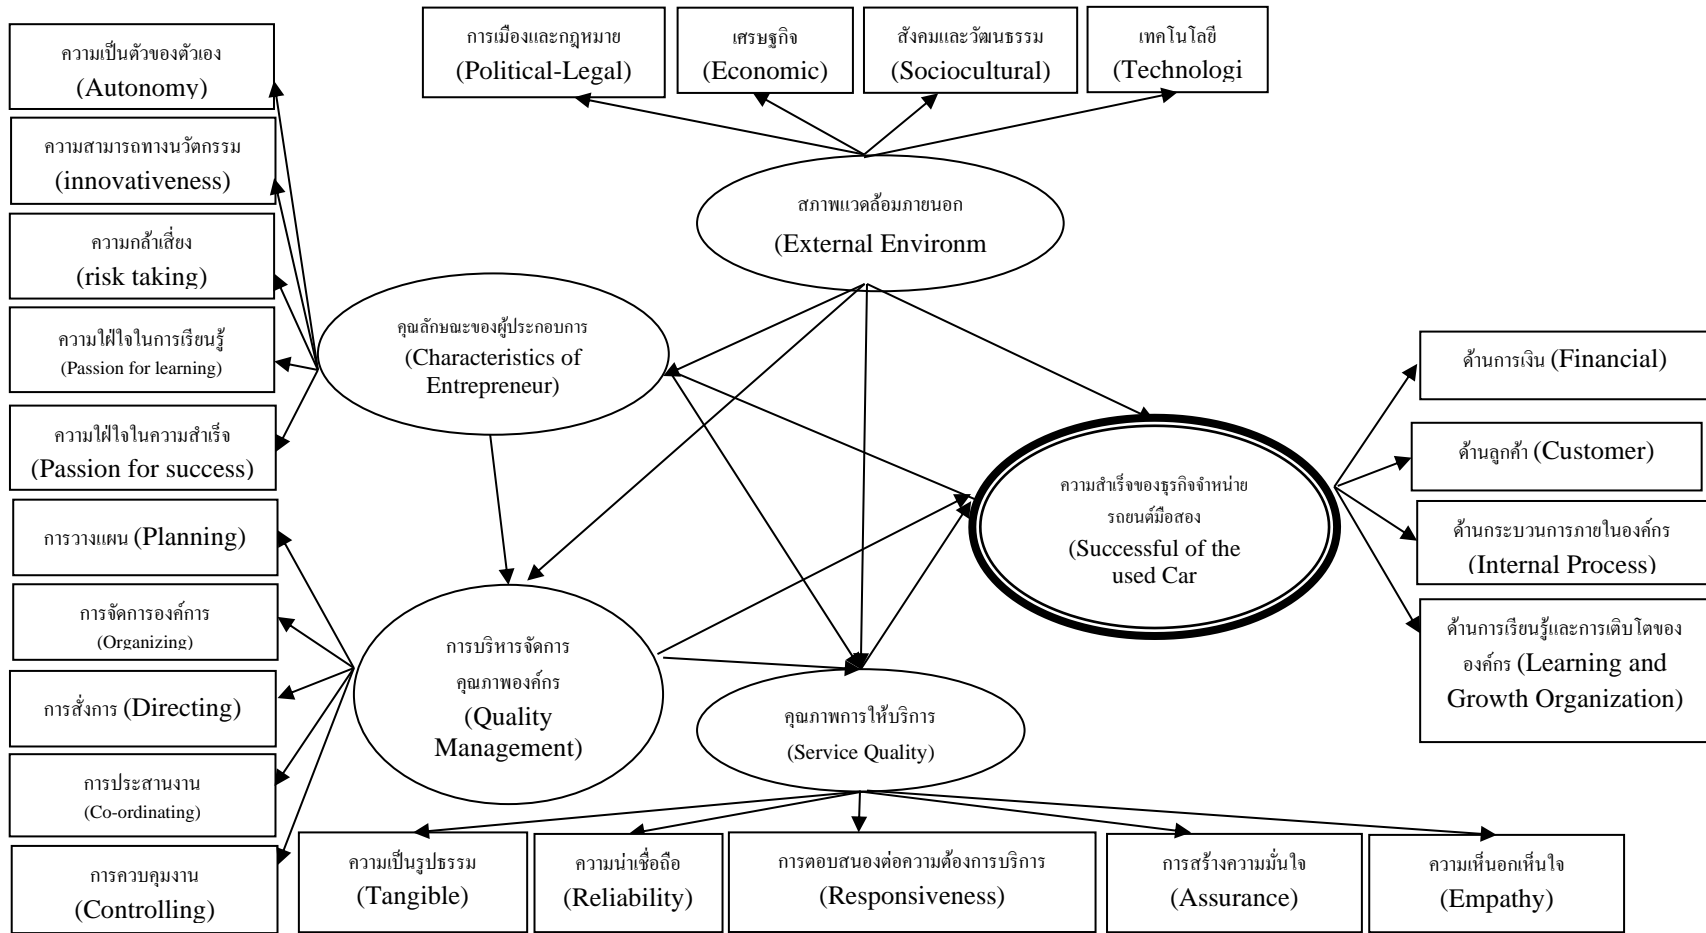 การเมืองและกฎหมาย
(Political-Legal)
เศรษฐกิจ
(Economic)
สังคมและวัฒนธรรม
(Sociocultural)
เทคโนโลยี
(Technologi
ความเป็นตัวของตัวเอง
(Autonomy)
ความสามารถทางนวัตกรรม
(innovativeness)
ความกล้าเสี่ยง
(risk taking)
ความใฝ่ใจในการเรียนรู้
(Passion for learning)
ความใฝ่ใจในความสำเร็จ
(Passion for success)
สภาพแวดล้อมภายนอก
(External Environm
คุณลักษณะของผู้ประกอบการ
(Characteristics of
Entrepreneur)
ด้านการเงิน (Financial)
ด้านลูกค้า (Customer)
ด้านกระบวนการภายในองค์กร
(Internal Process)
ด้านการเรียนรู้และการเติบโตของ
องค์กร (Learning and
Growth Organization)
ความสำเร็จของธุรกิจจำหน่าย
รถยนต์มือสอง
(Successful of the
used Car
การวางแผน (Planning)
การจัดการองค์การ
(Organizing)
การสั่งการ (Directing)
การประสานงาน
(Co-ordinating)
การควบคุมงาน
(Controlling)
การบริหารจัดการ
คุณภาพองค์กร
(Quality
Management)
คุณภาพการให้บริการ
(Service Quality)
ความเป็นรูปธรรม
(Tangible)
ความน่าเชื่อถือ
(Reliability)
การตอบสนองต่อความต้องการบริการ
(Responsiveness)
การสร้างความมั่นใจ
(Assurance)
ความเห็นอกเห็นใจ
(Empathy)